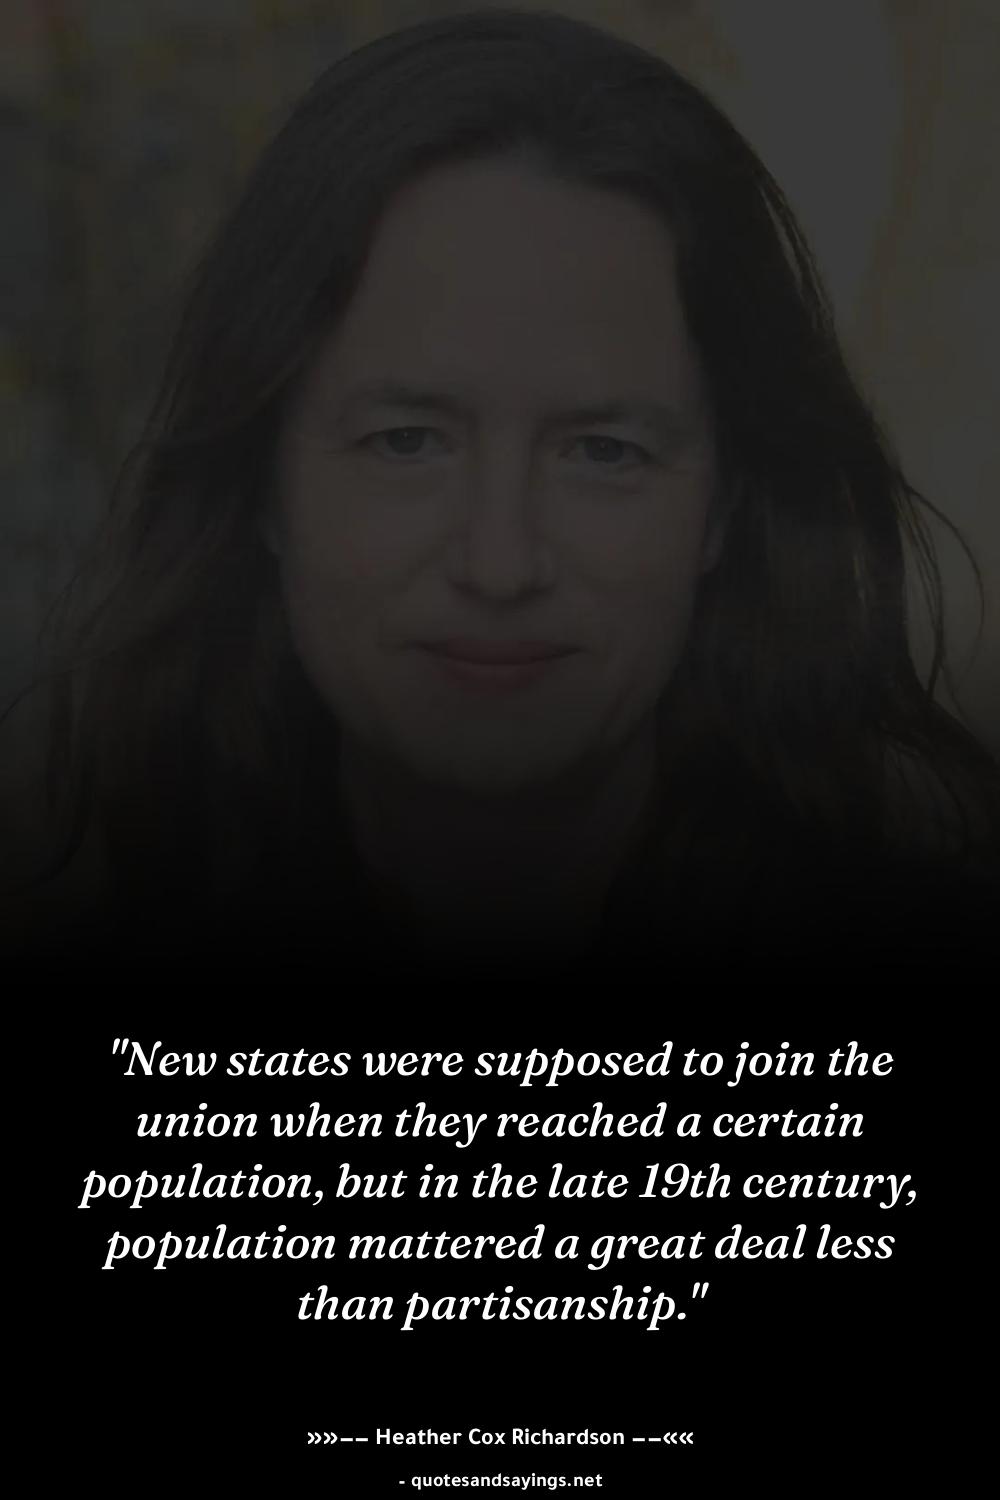 "New states were supposed to join the
union when they reached a certain
population, but in the late 19th century,
population mattered a great deal less
than partisanship."
»»−− Heather Cox Richardson −−««
- quotesandsayings.net